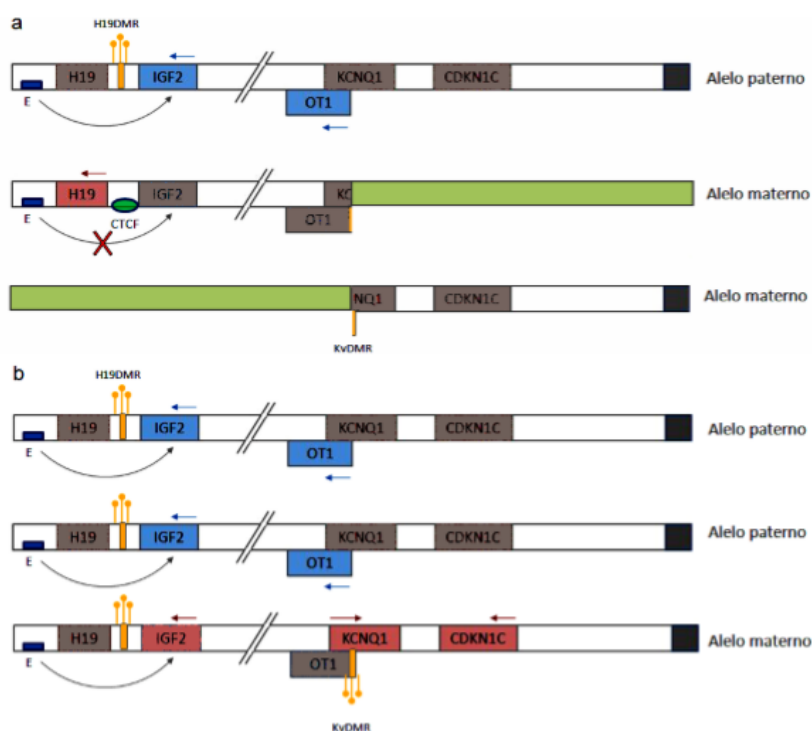 a
H19DMR
H19 IGF2 KCNQ1 CDKN1C Alelo paterno
E OT1
H19 IGF2 KC Alelo materno
E CTCF OT1
NQ1 CDKN1C Alelo materno
KvDMR
b
H19DMR
H19 IGF2 KCNQ1 CDKN1C Alelo paterno
E OT1
H19 IGF2 KCNQ1 CDKN1C Alelo paterno
E OT1
H19 IGF2 KCNQ1 CDKN1C Alelo materno
E OT1
KvDMR